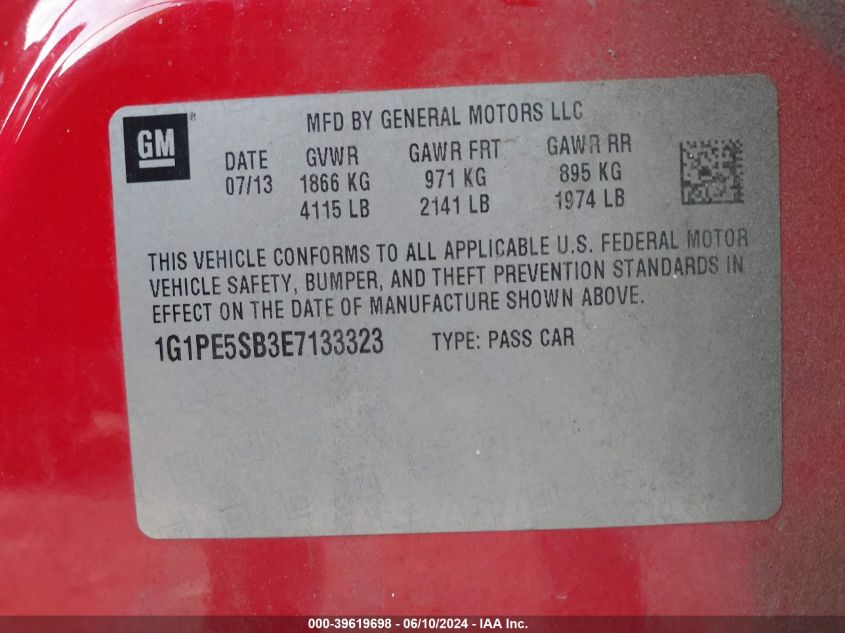 GM®
MFD BY GENERAL MOTORS LLC
DATE GVWR GAWR FRT GAWR RR
07/13 1866 KG 971 KG 895 KG
4115 LB 2141 LB 1974 LB
THIS VEHICLE CONFORMS TO ALL APPLICABLE U.S. FEDERAL MOTOR
VEHICLE SAFETY, BUMPER, AND THEFT PREVENTION STANDARDS IN
EFFECT ON THE DATE OF MANUFACTURE SHOWN ABOVE.
1G1PE5SB3E7133323 TYPE: PASS CAR
000-39619698 - 06/10/2024 - IAA Inc.